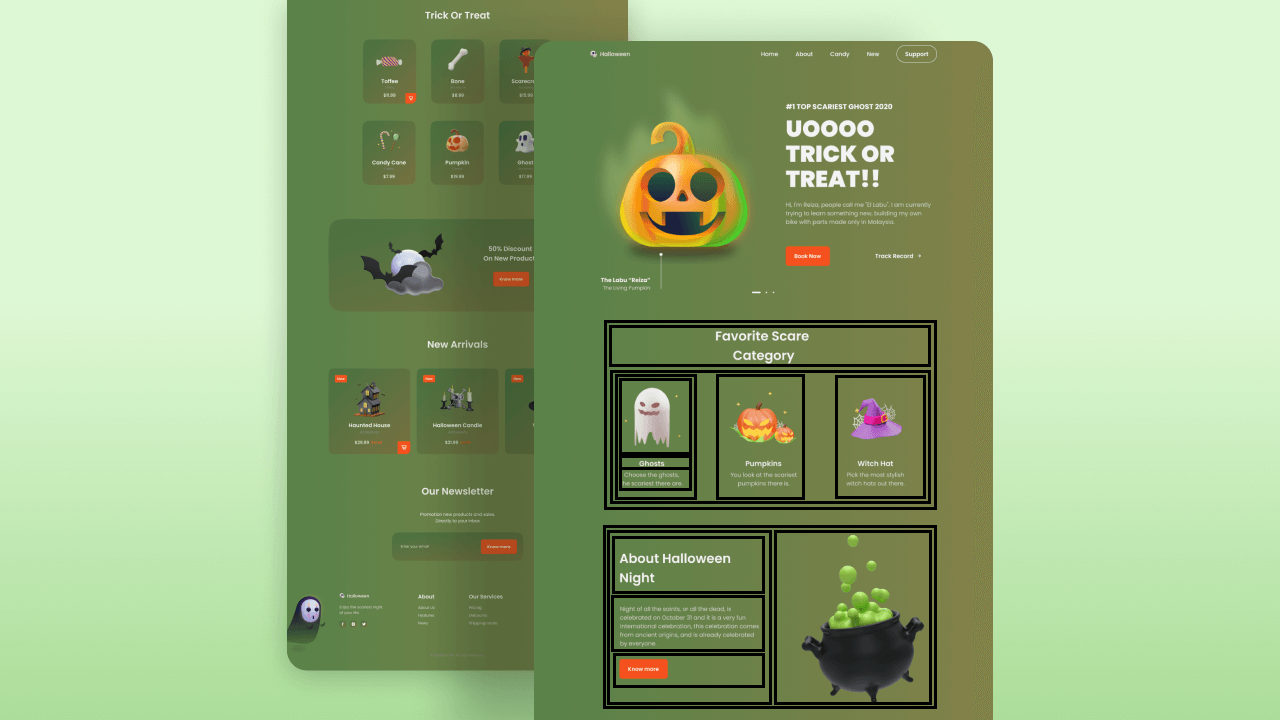 Trick Or Treat
Toffee
$11.99
Bone
$8.99
Scarecr
$15.99
Candy Cane
$7.99
Pumpkin
$19.99
Ghost
$17.99
50% Discount
On New Product
Know more
New Arrivals
New
Haunted House
$29.99
New
Halloween Candle
$21.99
New
Our Newsletter
Promotion new products and sales.
Directly to your inbox
Enter your email
Know more
Halloween
Enjoy the scariest night
of your life
About
About Us
Features
News
Our Services
Pricing
Discount
Shipping mode
Halloween
Home
About
Candy
New
Support
#1 TOP SCARIEST GHOST 2020
UOOOO
TRICK OR
TREAT!!
Hi, I'm Reiza, people call me "El Labu". I am currently
trying to learn something new, building my own
bike with parts made only in Malaysia.
Book Now
Track Record
The Labu "Reiza"
The Living Pumpkin
Favorite Scare
Category
Ghosts
Choose the ghosts,
he scariest there are.
Pumpkins
You look at the scariest
pumpkins there is.
Witch Hat
Pick the most stylish
witch hats out there.
About Halloween
Night
Night of all the saints, or all the dead, is
celebrated on October 31 and it is a very fun
international celebration, this celebration comes
from ancient origins, and is already celebrated
by everyone.
Know more